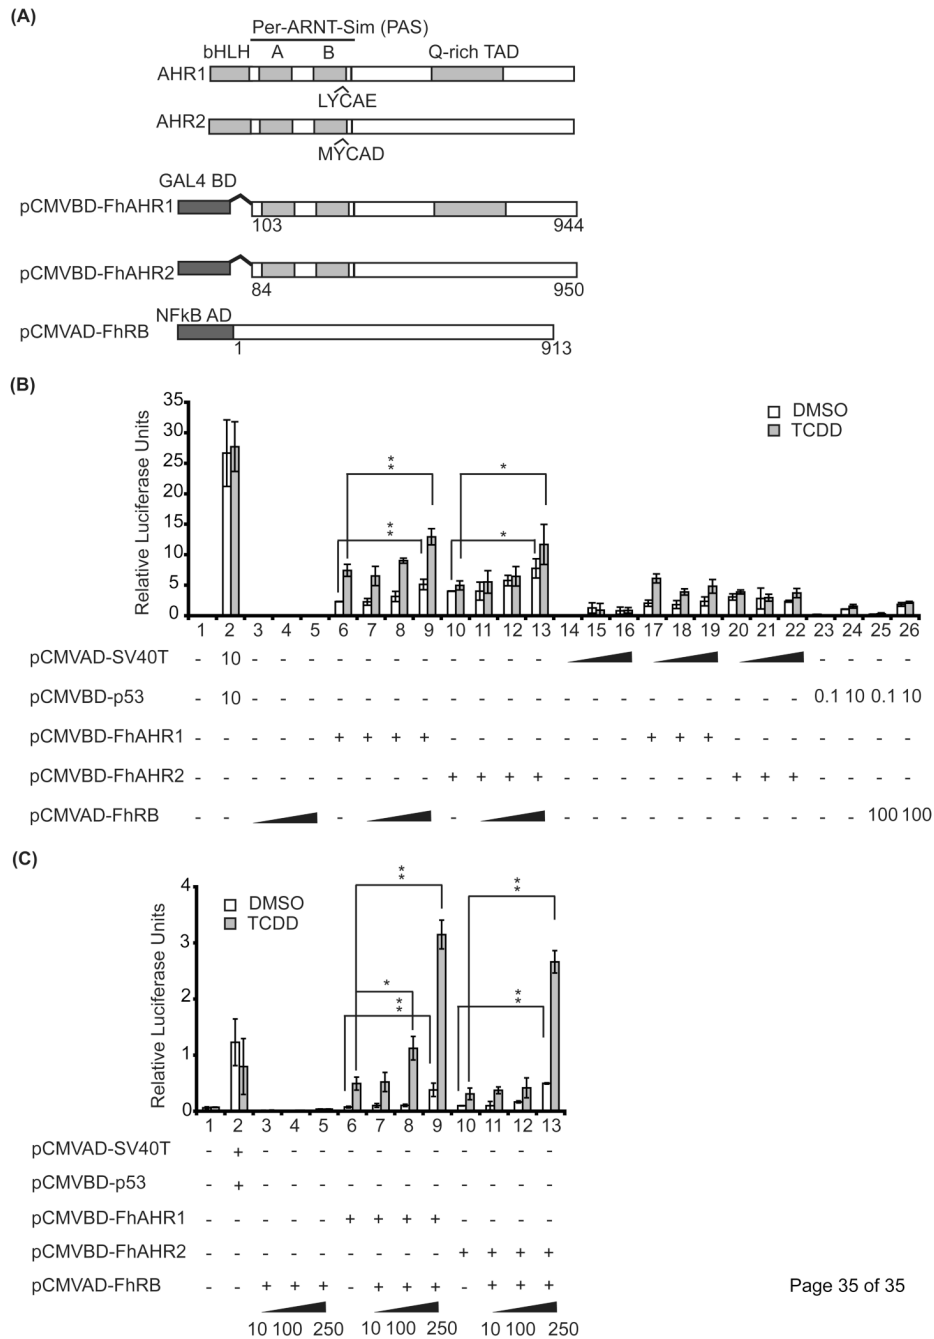 (A)
Per-ARNT-Sim (PAS)
bHLH A B Q-rich TAD
AHR1
LYCAE
AHR2
MYCAD
GAL4 BD
pCMVBD-FhAHR1
103 944
pCMVBD-FhAHR2
84 950
NFkB AD
pCMVAD-FhRB
1 913
(B)
Relative Luciferase Units
35
30
25
20
15
10
5
0
DMSO
TCDD
* *
* *
*
*
1 2 3 4 5 6 7 8 9 10 11 12 13 14 15 16 17 18 19 20 21 22 23 24 25 26
pCMVAD-SV40T - 10 - - - - - - - - - - - - - - - -
pCMVBD-p53 - 10 - - - - - - - - - - - - - - - - - - - - 0.1 10 0.1 10
pCMVBD-FhAHR1 - - - - - + + + + - - - - - - - + + + - - - - - - -
pCMVBD-FhAHR2 - - - - - - - - - + + + + - - - - - - + + + - - - -
pCMVAD-FhRB - - - - - - - - - - - - - - - - 100 100
(C)
Relative Luciferase Units
4
3
2
1
0
DMSO
TCDD
* *
*
* *
* *
* *
1 2 3 4 5 6 7 8 9 10 11 12 13
pCMVAD-SV40T - + - - - - - - - - - - -
pCMVBD-p53 - + - - - - - - - - - - -
pCMVBD-FhAHR1 - - - - - + + + + - - - -
pCMVBD-FhAHR2 - - - - - - - - - + + + +
pCMVAD-FhRB - - + + + - + + + - + + +
10 100 250 10 100 250 10 100 250
Page 35 of 35